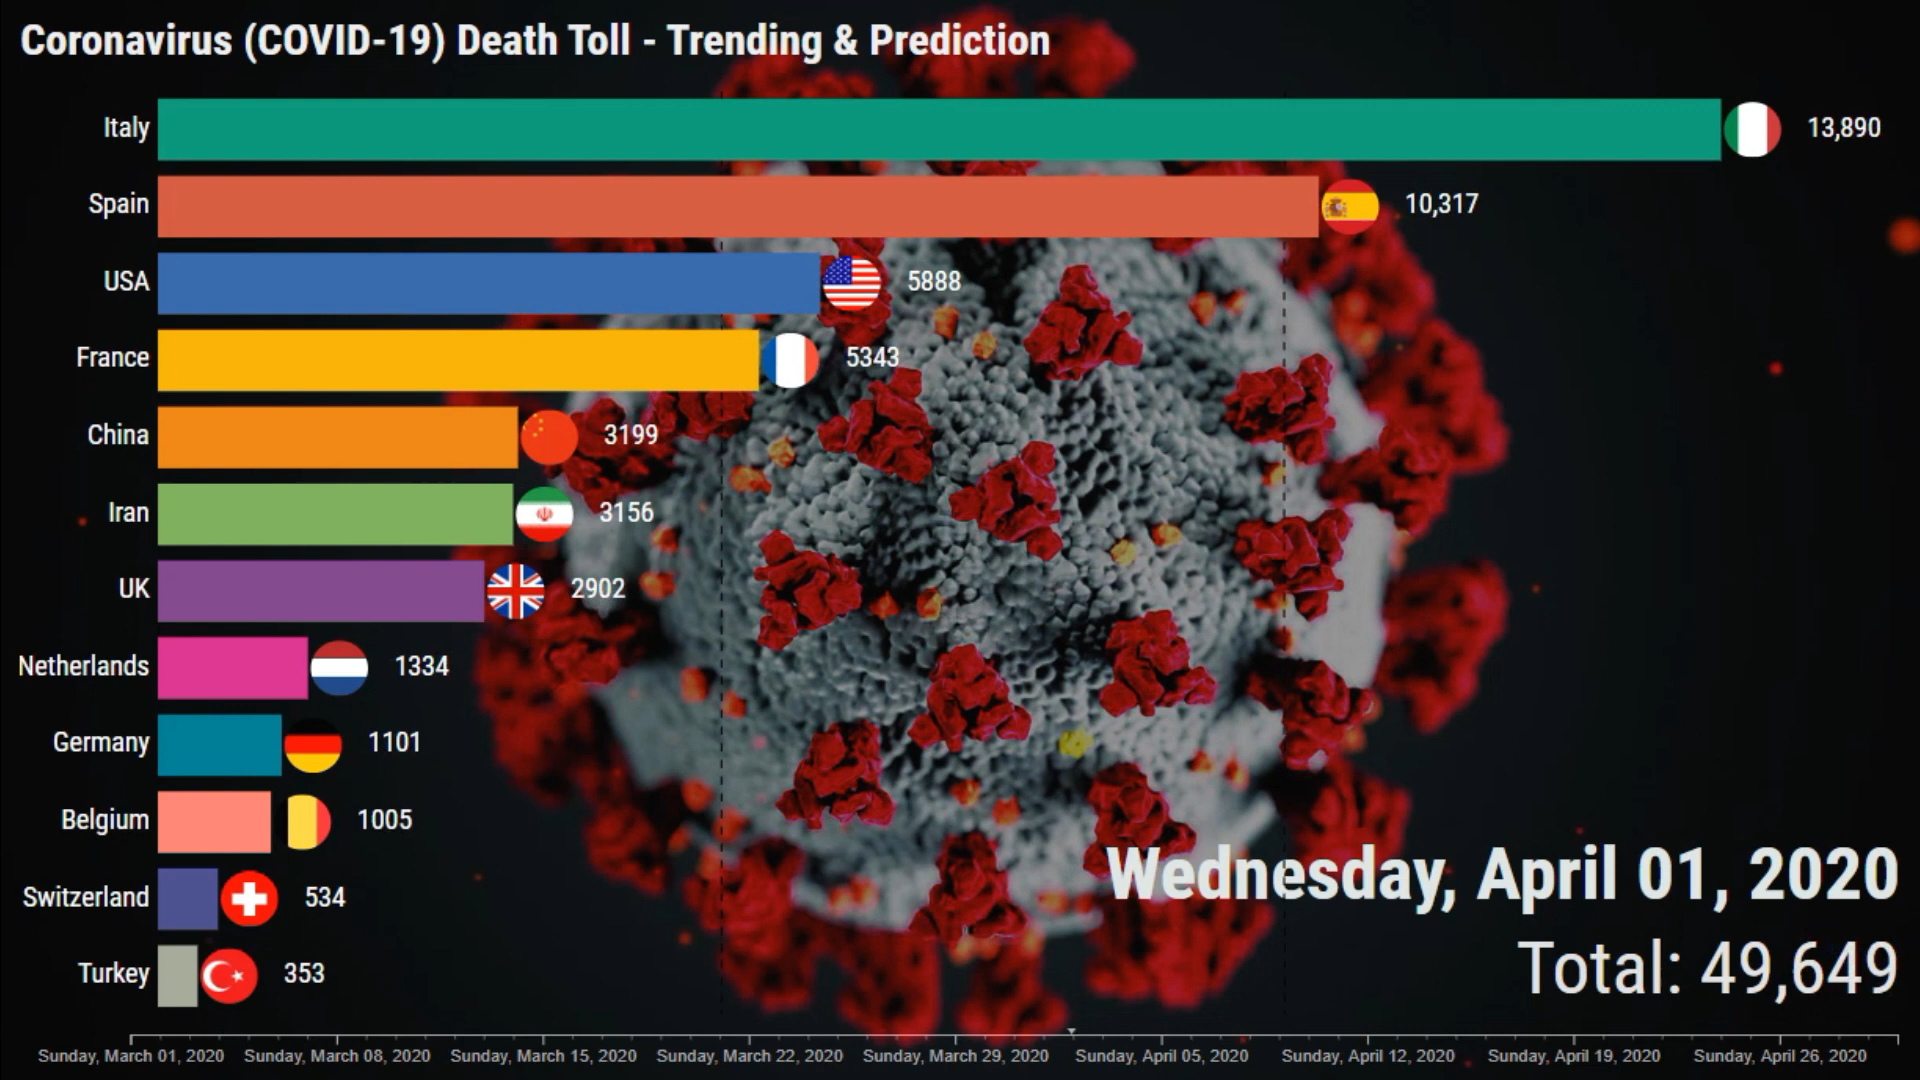 Coronavirus (COVID-19) Death Toll - Trending & Prediction
Italy 13,890
Spain 10,317
USA 5888
France 5343
China 3199
Iran 3156
UK 2902
Netherlands 1334
Germany 1101
Belgium 1005
Switzerland 534
Turkey 353
Wednesday, April 01, 2020
Total: 49,649
Sunday, March 01, 2020 Sunday, March 08, 2020 Sunday, March 15, 2020 Sunday, March 22, 2020 Sunday, March 29, 2020 Sunday, April 05, 2020 Sunday, April 12, 2020 Sunday, April 19, 2020 Sunday, April 26, 2020